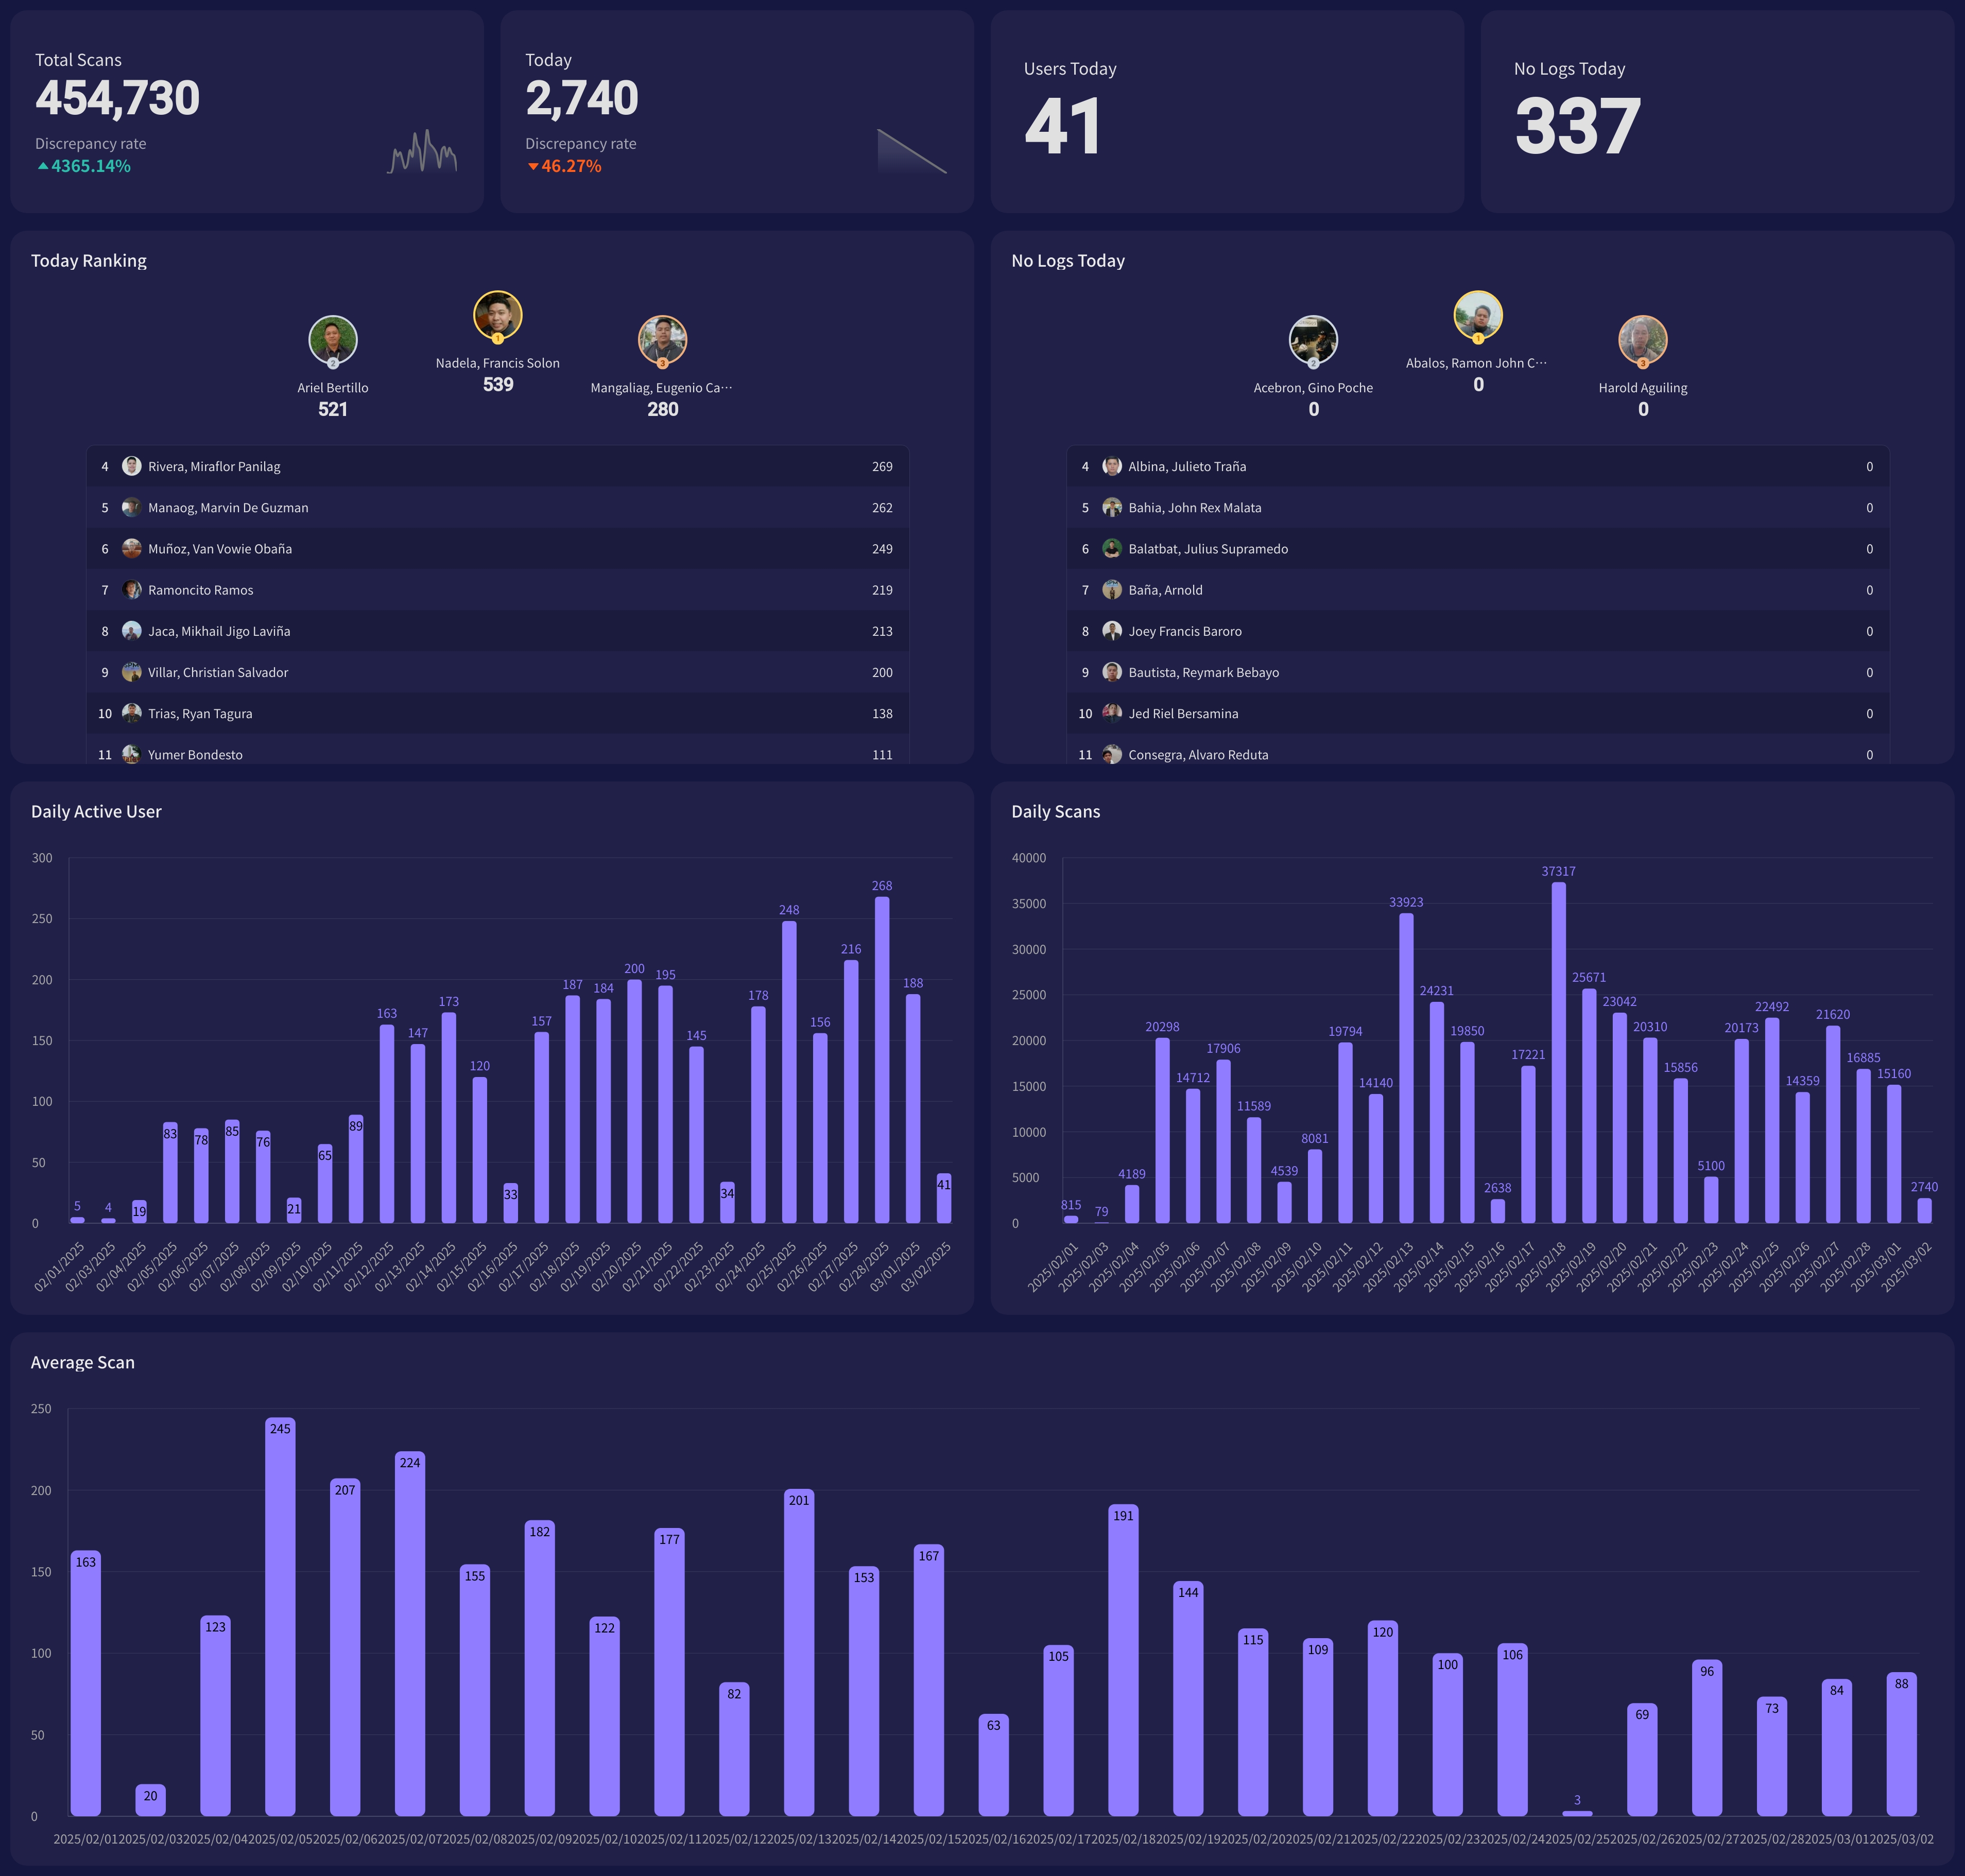 Total Scans
454,730
Discrepancy rate
4365.14%
Today
2,740
Discrepancy rate
46.27%
Users Today
41
No Logs Today
337
Today Ranking
1
Nadela, Francis Solon
539
2
Ariel Bertillo
521
3
Mangaliag, Eugenio Ca···
280
4 Rivera, Miraflor Panilag 269
5 Manaog, Marvin De Guzman 262
6 Muñoz, Van Vowie Obaña 249
7 Ramoncito Ramos 219
8 Jaca, Mikhail Jigo Laviña 213
9 Villar, Christian Salvador 200
10 Trias, Ryan Tagura 138
11 Yumer Bondesto 111
No Logs Today
1
Abalos, Ramon John C···
0
2
Acebron, Gino Poche
0
3
Harold Aguiling
0
4 Albina, Julieto Traña 0
5 Bahia, John Rex Malata 0
6 Balatbat, Julius Supramedo 0
7 Baña, Arnold 0
8 Joey Francis Baroro 0
9 Bautista, Reymark Bebayo 0
10 Jed Riel Bersamina 0
11 Consegra, Alvaro Reduta 0
Daily Active User
300
250
200
150
100
50
0
5 4 19 83 78 85 76 21 65 89 163 147 173 120 33 157 187 184 200 195 145 34 178 248 156 216 268 188 41
02/01/2025 02/03/2025 02/04/2025 02/05/2025 02/06/2025 02/07/2025 02/08/2025 02/09/2025 02/10/2025 02/11/2025 02/12/2025 02/13/2025 02/14/2025 02/15/2025 02/16/2025 02/17/2025 02/18/2025 02/19/2025 02/20/2025 02/21/2025 02/22/2025 02/23/2025 02/24/2025 02/25/2025 02/26/2025 02/27/2025 02/28/2025 03/01/2025 03/02/2025
Daily Scans
40000
35000
30000
25000
20000
15000
10000
5000
0
815 79 4189 20298 14712 17906 11589 4539 8081 19794 14140 33923 24231 19850 2638 17221 37317 25671 23042 20310 15856 5100 20173 22492 14359 21620 16885 15160 2740
2025/02/01 2025/02/03 2025/02/04 2025/02/05 2025/02/06 2025/02/07 2025/02/08 2025/02/09 2025/02/10 2025/02/11 2025/02/12 2025/02/13 2025/02/14 2025/02/15 2025/02/16 2025/02/17 2025/02/18 2025/02/19 2025/02/20 2025/02/21 2025/02/22 2025/02/23 2025/02/24 2025/02/25 2025/02/26 2025/02/27 2025/02/28 2025/03/01 2025/03/02
Average Scan
250
200
150
100
50
0
163 20 123 245 207 224 155 182 122 177 82 201 153 167 63 105 191 144 115 109 120 100 106 3 69 96 73 84 88
2025/02/01 2025/02/03 2025/02/04 2025/02/05 2025/02/06 2025/02/07 2025/02/08 2025/02/09 2025/02/10 2025/02/11 2025/02/12 2025/02/13 2025/02/14 2025/02/15 2025/02/16 2025/02/17 2025/02/18 2025/02/19 2025/02/20 2025/02/21 2025/02/22 2025/02/23 2025/02/24 2025/02/25 2025/02/26 2025/02/27 2025/02/28 2025/03/01 2025/03/02